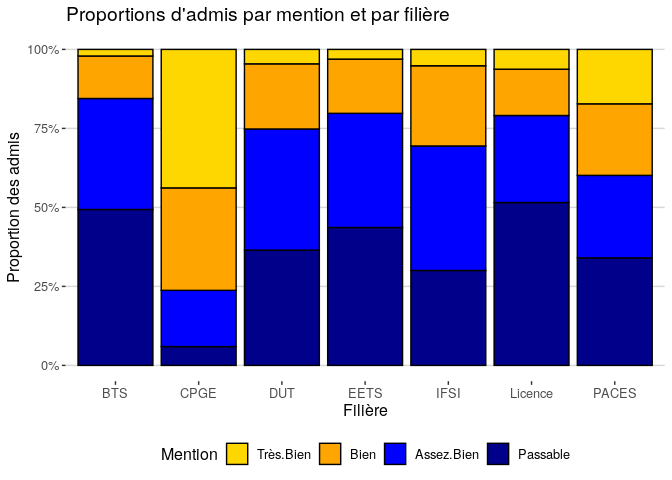 Proportions d'admis par mention et par filière
Proportion des admis
100%
75%
50%
25%
0%
BTS CPGE DUT EETS IFSI Licence PACES
Filière
Mention Très.Bien Bien Assez.Bien Passable